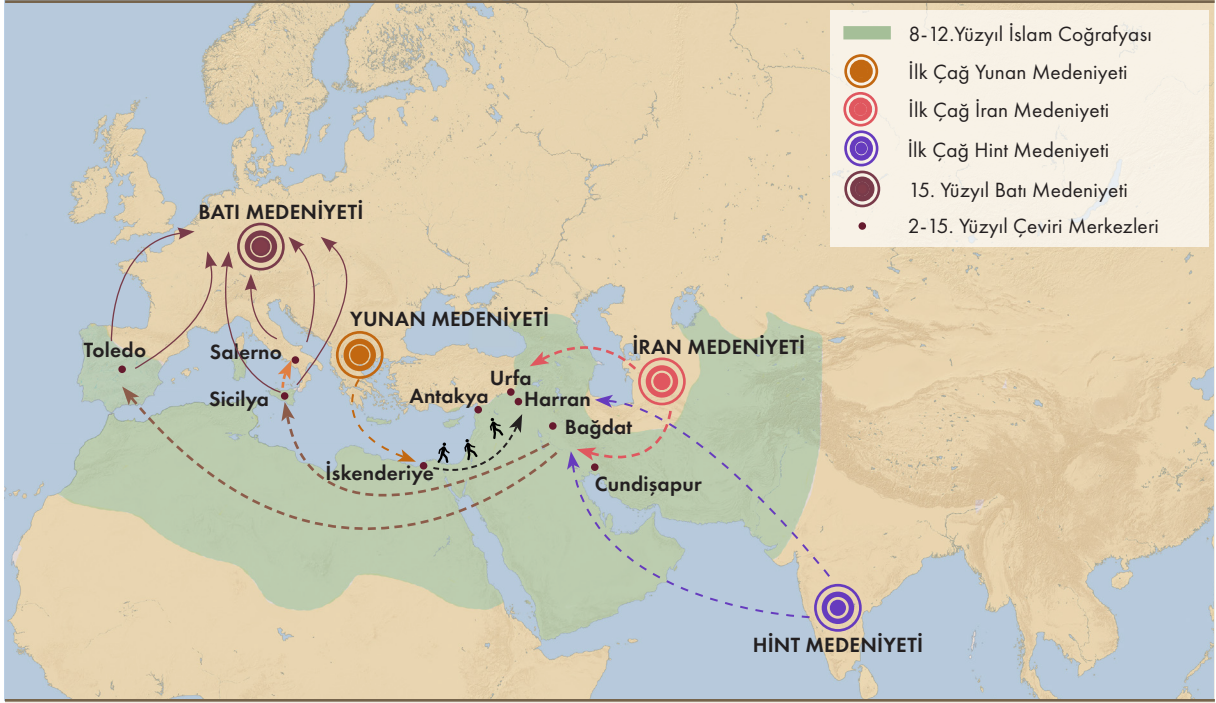 8-12.Yüzyıl İslam Coğrafyası
İlk Çağ Yunan Medeniyeti
İlk Çağ İran Medeniyeti
İlk Çağ Hint Medeniyeti
15. Yüzyıl Batı Medeniyeti
2-15. Yüzyıl Çeviri Merkezleri
BATI MEDENİYETİ
YUNAN MEDENİYETİ
İRAN MEDENİYETİ
Toledo
Salerno
Urfa
Antakya
Harran
Sicilya
Bağdat
İskenderiye
Cundişapur
HİNT MEDENİYETİ